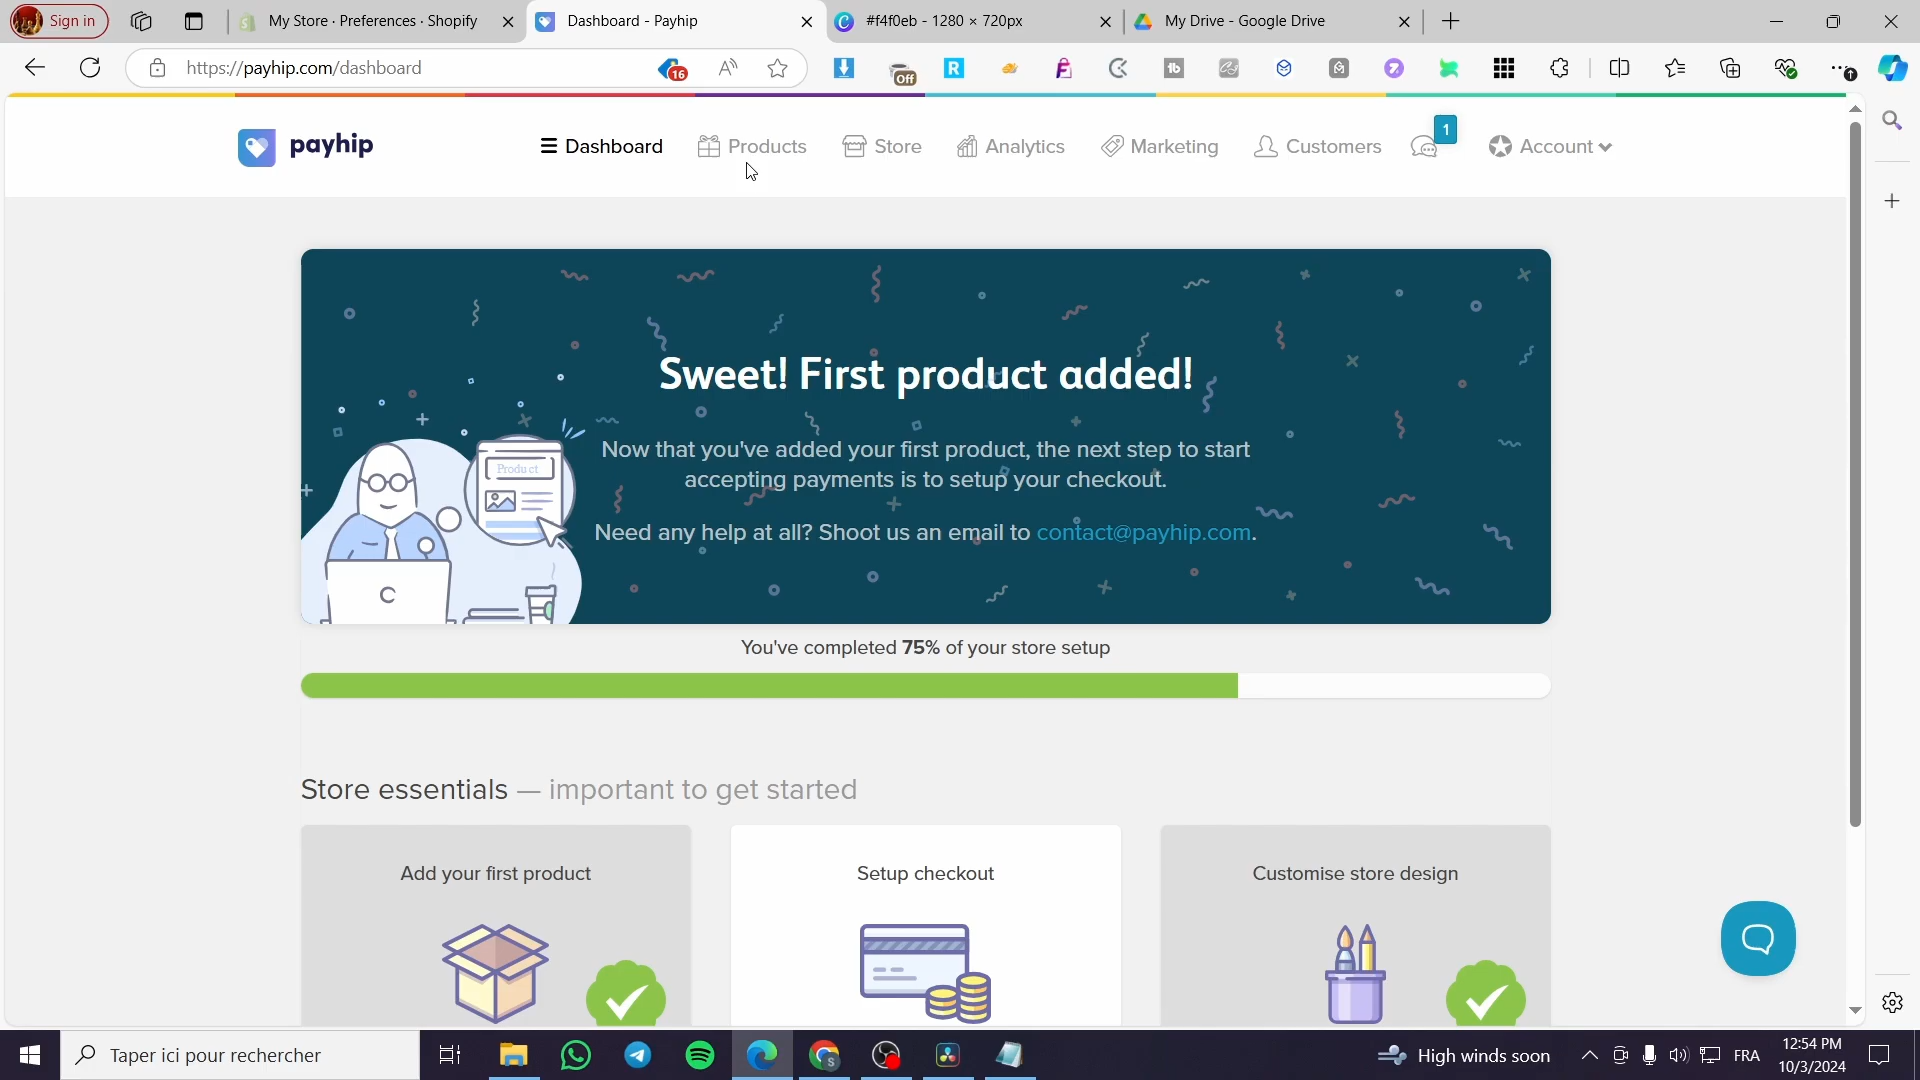 Sign in
My Store · Preferences · Shopify
Dashboard - Payhip
#f4f0eb - 1280 × 720px
My Drive - Google Drive
https://payhip.com/dashboard
16
Off
payhip
Dashboard
Products
Store
Analytics
Marketing
Customers
1
Account
Sweet! First product added!
Now that you've added your first product, the next step to start
accepting payments is to setup your checkout.
Need any help at all? Shoot us an email to contact@payhip.com.
Product
You've completed 75% of your store setup
Store essentials — important to get started
Add your first product
Setup checkout
Customise store design
Taper ici pour rechercher
High winds soon
FRA
12:54 PM
10/3/2024